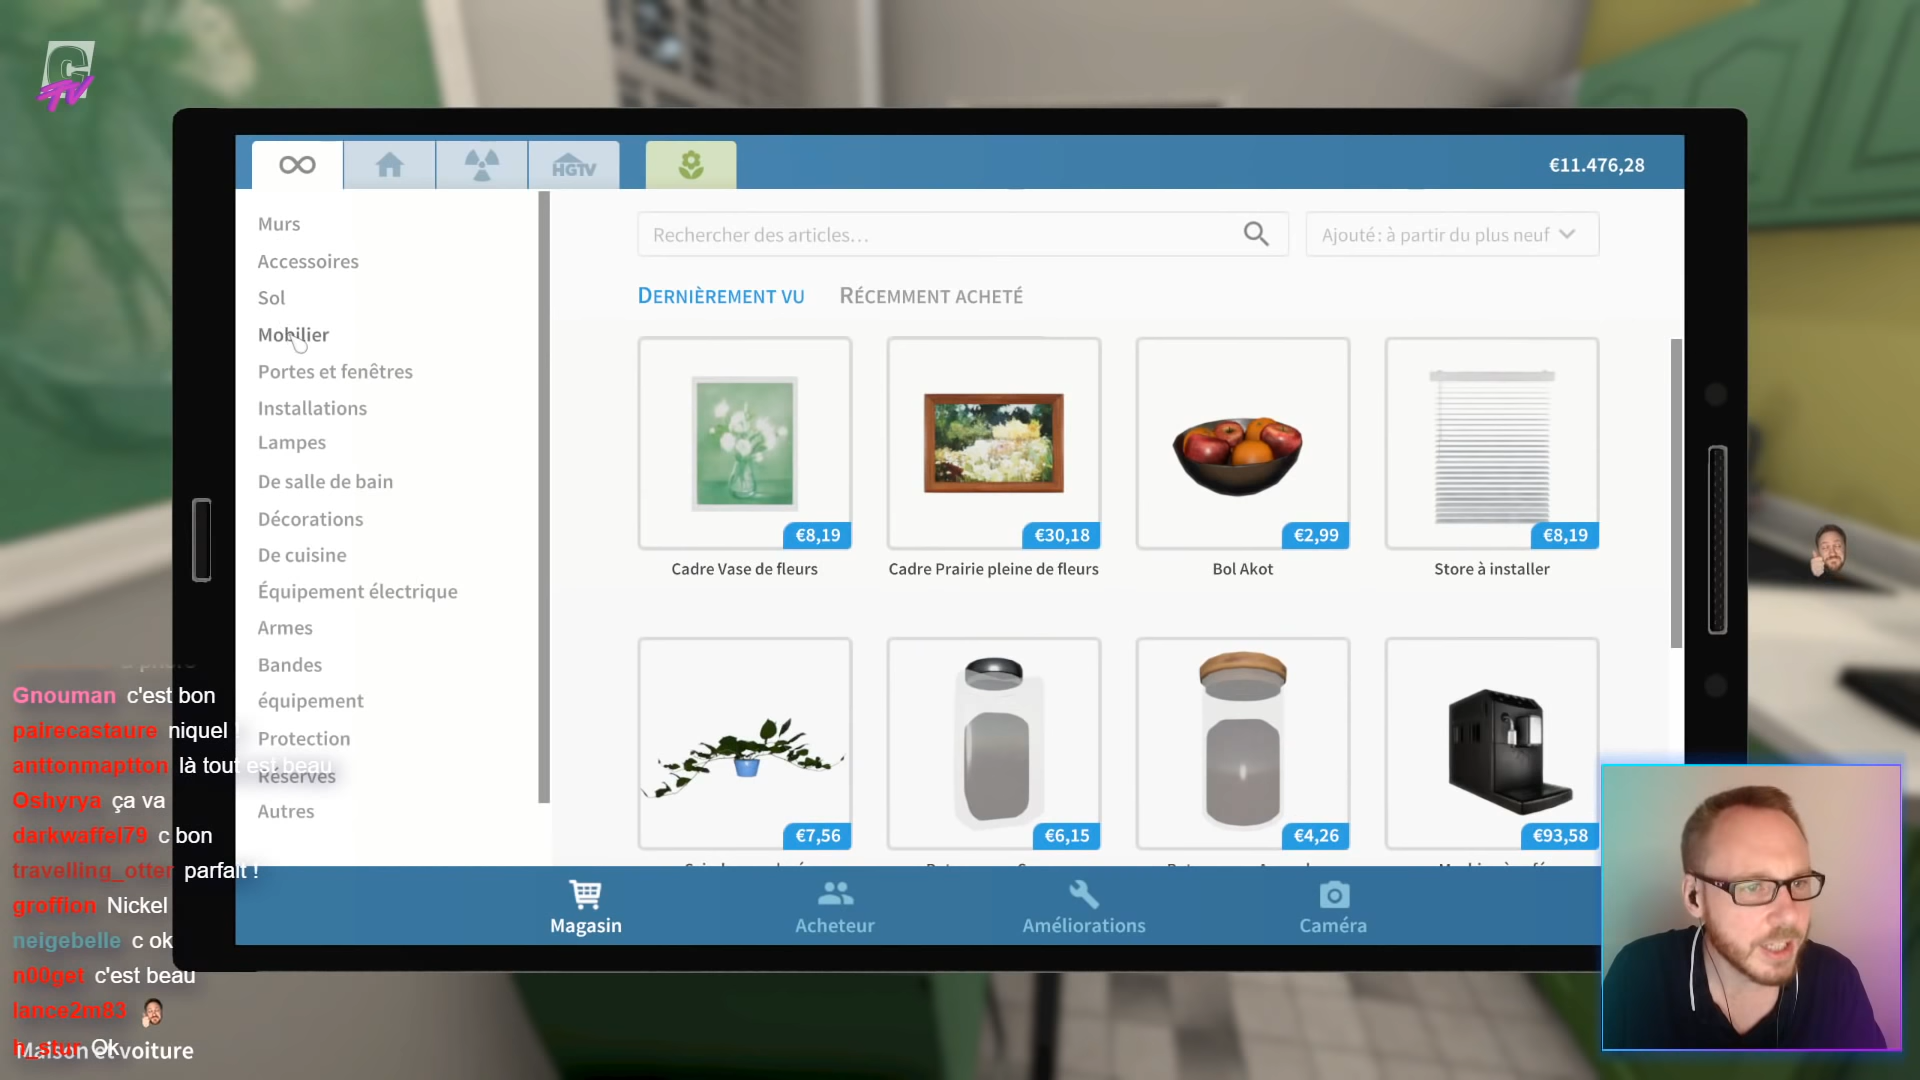 C
TV
HGTV
€11.476,28
Murs
Accessoires
Sol
Mobilier
Portes et fenêtres
Installations
Lampes
De salle de bain
Décorations
De cuisine
Équipement électrique
Armes
Bandes
équipement
Protection
Réserves
Autres
Rechercher des articles...
Ajouté : à partir du plus neuf
DERNIÈREMENT VU
RÉCEMMENT ACHETÉ
€8,19
€30,18
€2,99
€8,19
Cadre Vase de fleurs
Cadre Prairie pleine de fleurs
Bol Akot
Store à installer
€7,56
€6,15
€4,26
€93,58
Magasin
Acheteur
Améliorations
Caméra
Gnouman c'est bon
pairecastaure niquel !
anttonmaptton là tout est beau
Oshyrya ça va
darkwaffel79 c bon
travelling_otter parfait !
groffion Nickel
neigebelle c ok
n00get c'est beau
lance2m83
Ok
Maison et voiture